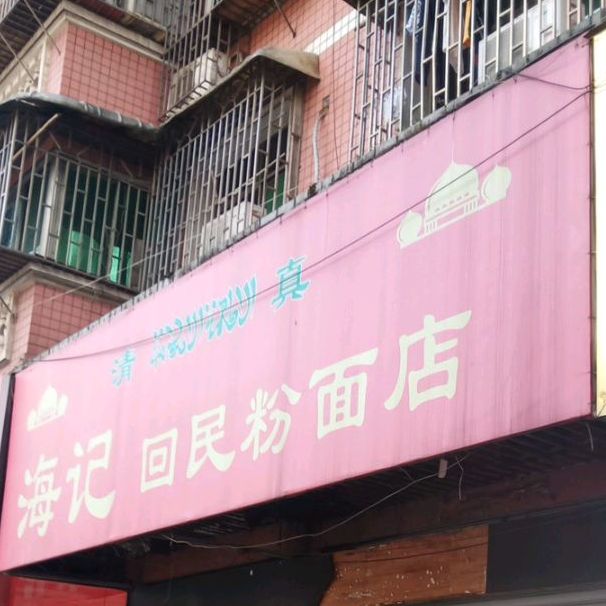 清 真
海记 回民粉面店